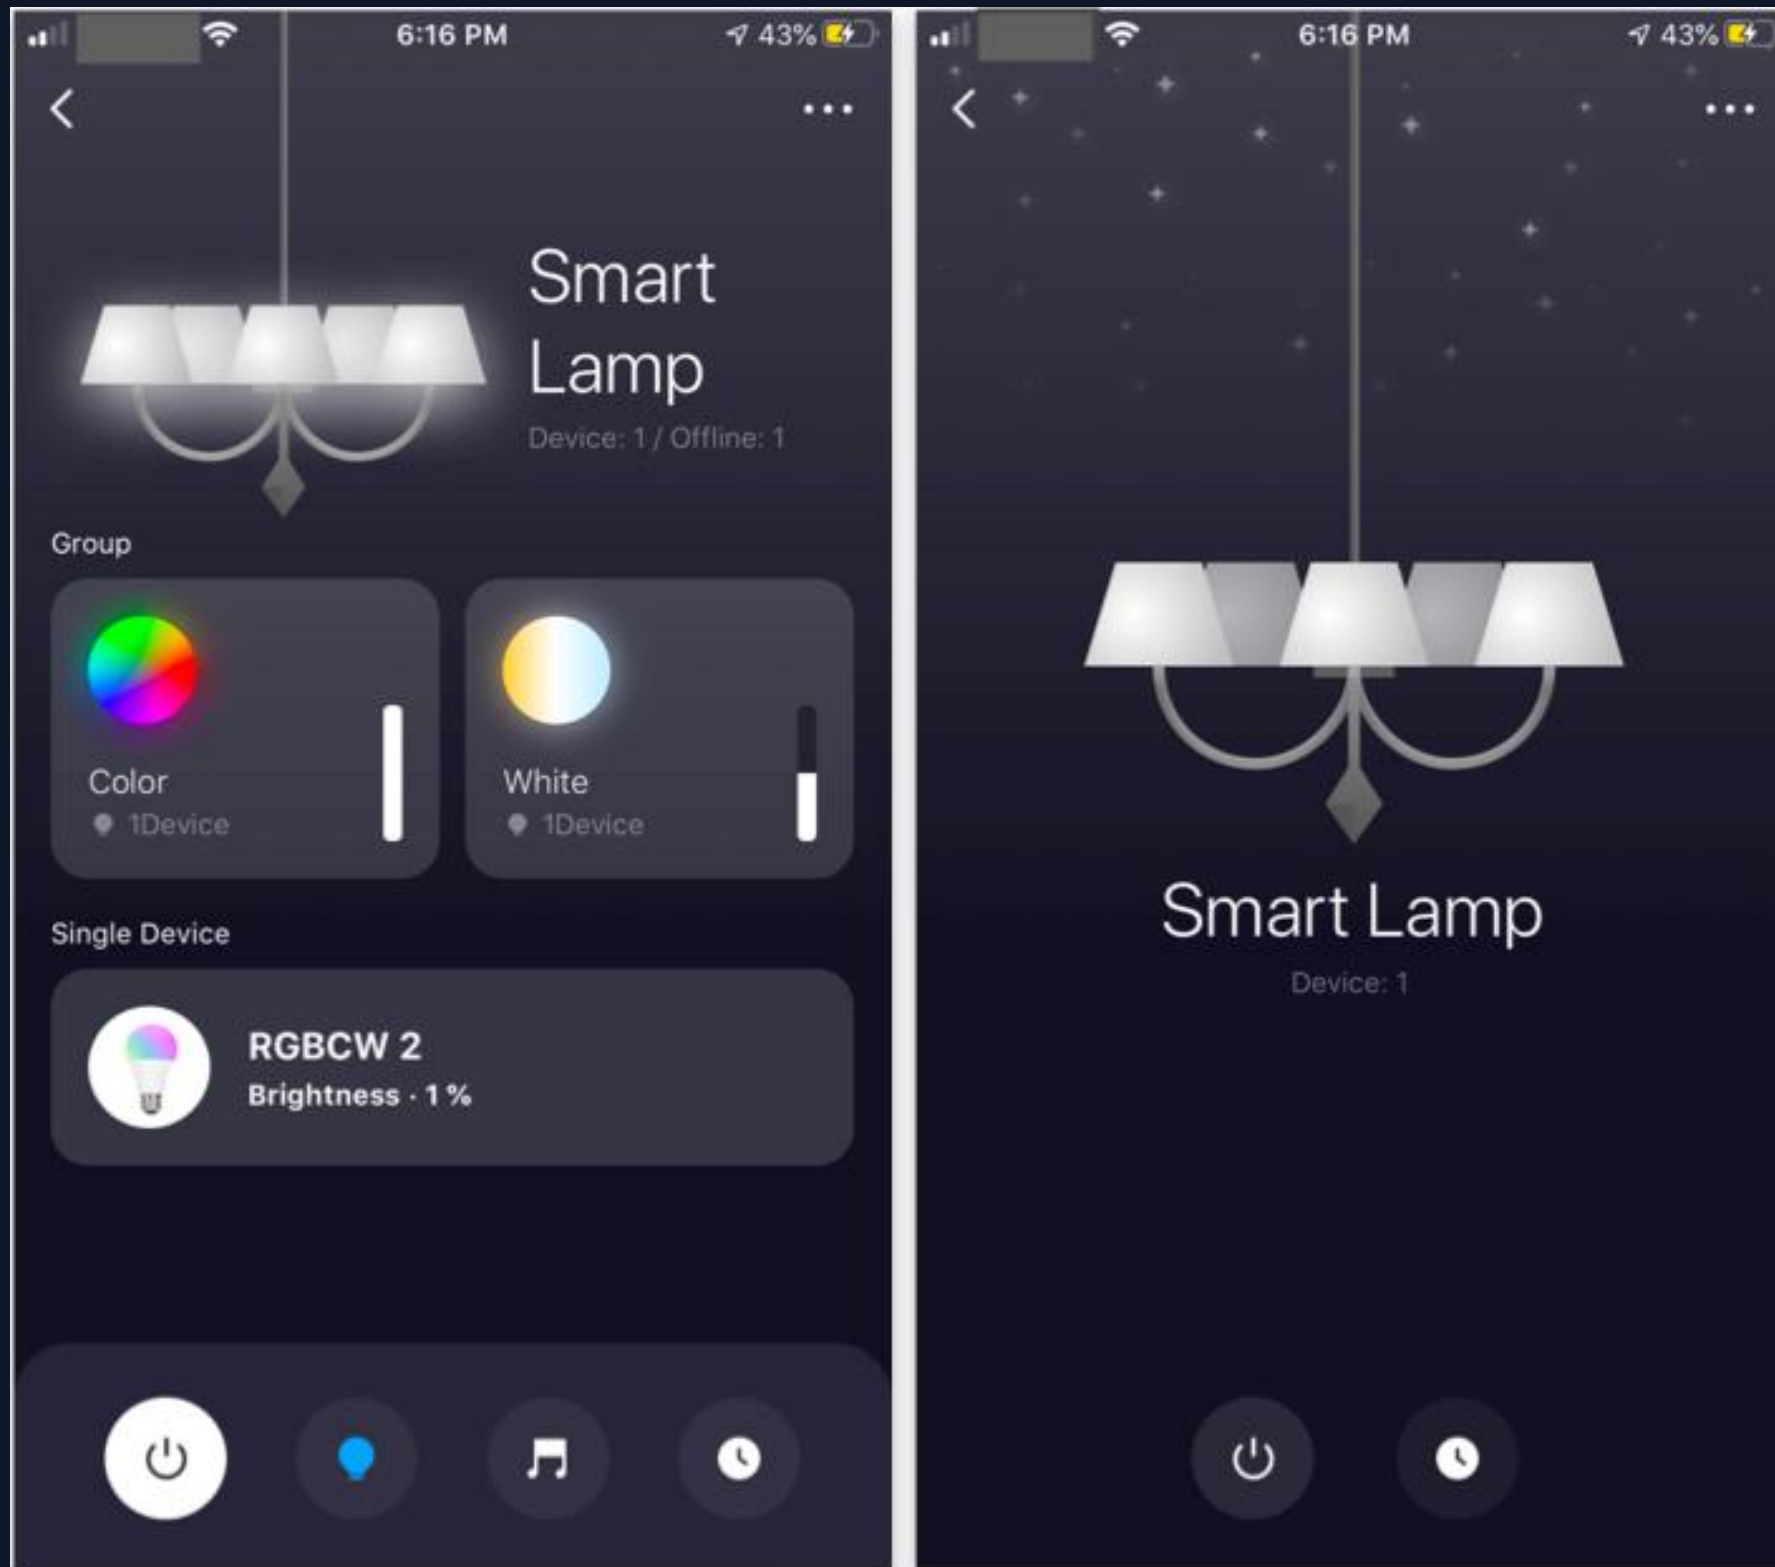 6:16 PM
43%
Smart
Lamp
Device: 1 / Offline: 1
Group
Color
1Device
White
1Device
Single Device
RGBCW 2
Brightness · 1 %
6:16 PM
43%
Smart Lamp
Device: 1